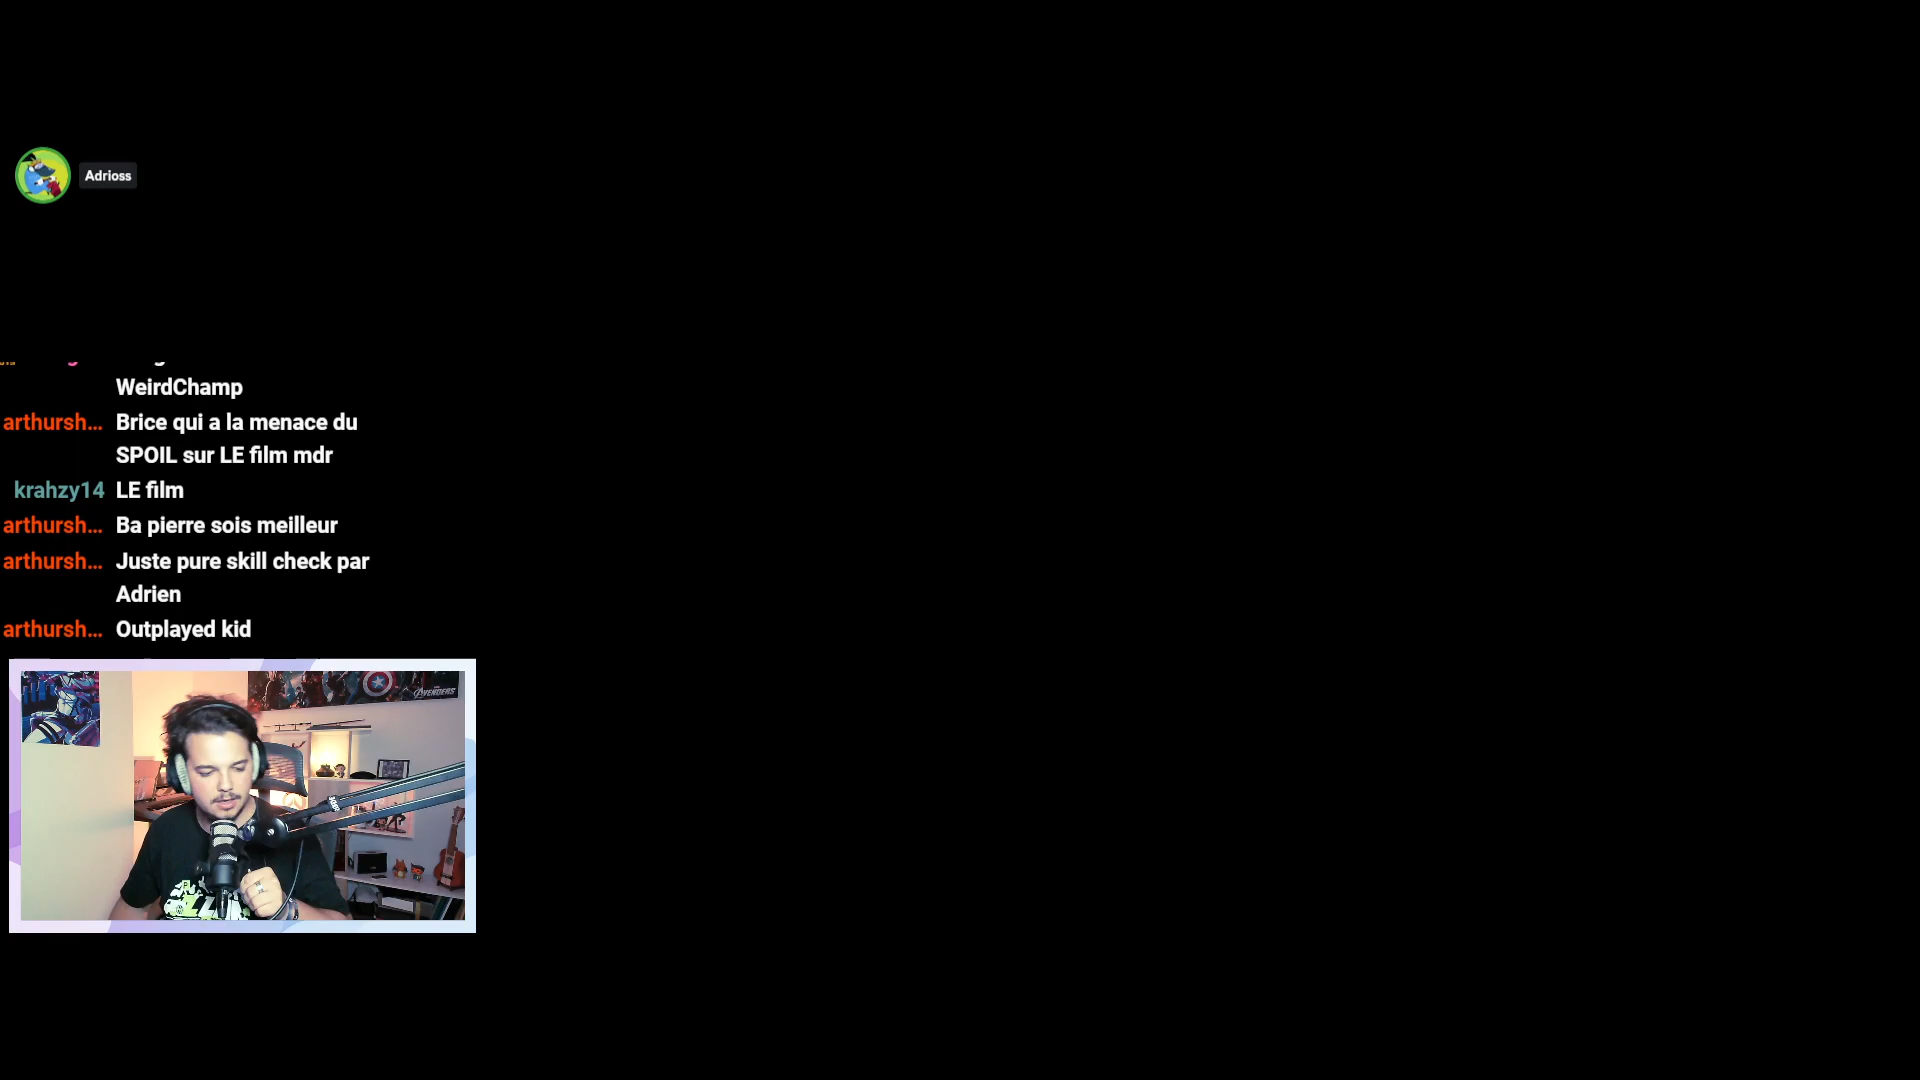 Adrioss
WeirdChamp
arthursh... Brice qui a la menace du
SPOIL sur LE film mdr
krahzy14 LE film
arthursh... Ba pierre sois meilleur
arthursh... Juste pure skill check par
Adrien
arthursh... Outplayed kid
AVENGERS